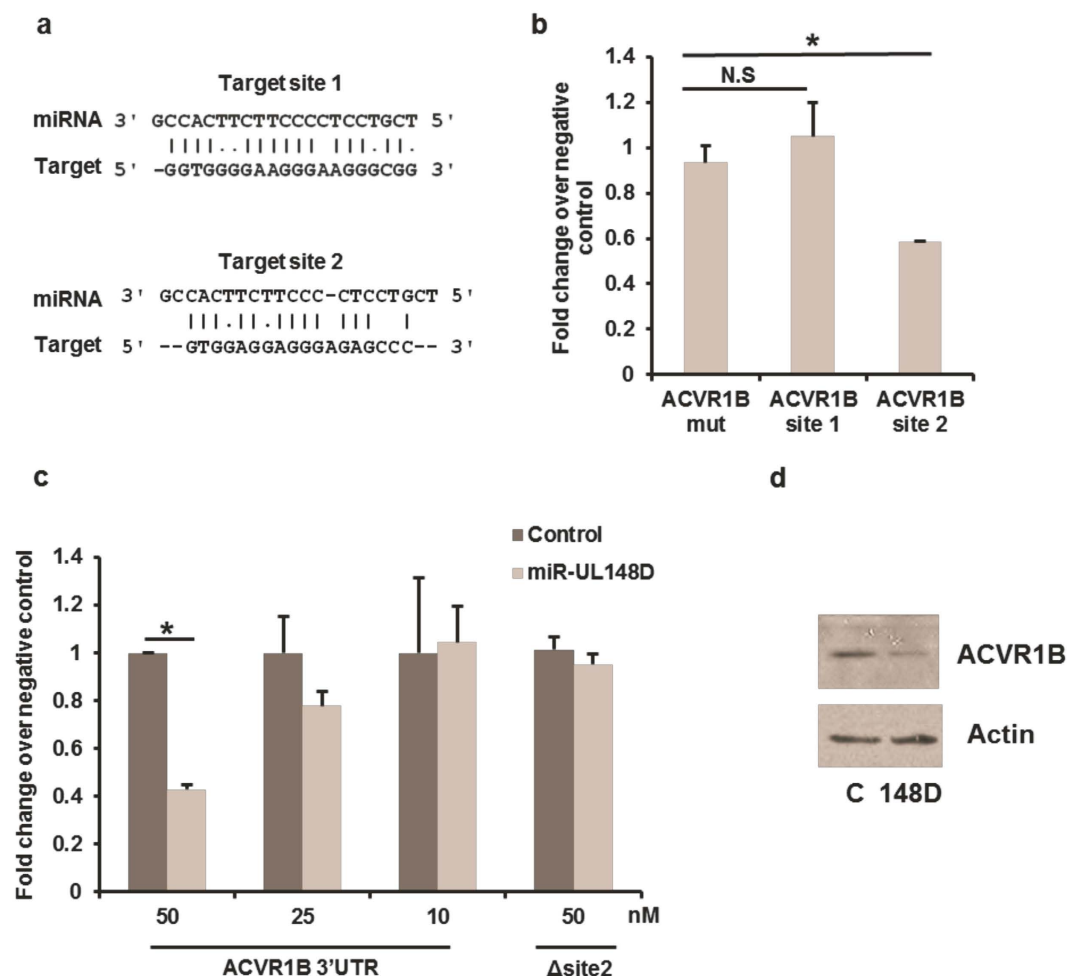 a
Target site 1
miRNA 3' GCCACTTCTTCCCCTCCTGCT 5'
||||..|||||| |||.||.
Target 5' -GGTGGGGAAGGGAAGGGCGG 3'
Target site 2
miRNA 3' GCCACTTCTTCCC-CTCCTGCT 5'
|||.||.|||| ||| |
Target 5' --GTGGAGGAGGGAGAGCCC-- 3'
b
Fold change over negative
control
1.4
1.2
1
0.8
0.6
0.4
0.2
0
*
N.S
ACVR1B
mut
ACVR1B
site 1
ACVR1B
site 2
c
Fold change over negative control
1.4
1.2
1
0.8
0.6
0.4
0.2
0
Control
miR-UL148D
*
50 25 10 50 nM
ACVR1B 3'UTR Δsite2
d
ACVR1B
Actin
C 148D